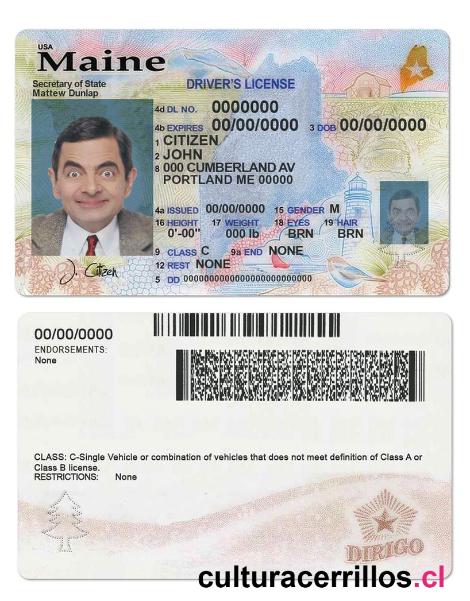 USA
Maine
Secretary of State
Mattew Dunlap
DRIVER'S LICENSE
4d DL NO. 0000000
4b EXPIRES 00/00/0000 3 DOB 00/00/0000
1 CITIZEN
2 JOHN
8 000 CUMBERLAND AV
PORTLAND ME 00000
4a ISSUED 00/00/0000 15 GENDER M
16 HEIGHT 17 WEIGHT 18 EYES 19 HAIR
0'-00" 000 lb BRN BRN
9 CLASS C 9a END NONE
12 REST NONE
5 DD 0000000000000000000000000
J. Citizen
00/00/0000
ENDORSEMENTS:
None
CLASS: C-Single Vehicle or combination of vehicles that does not meet definition of Class A or
Class B license.
RESTRICTIONS: None
DIRIGO
culturacerrillos.cl